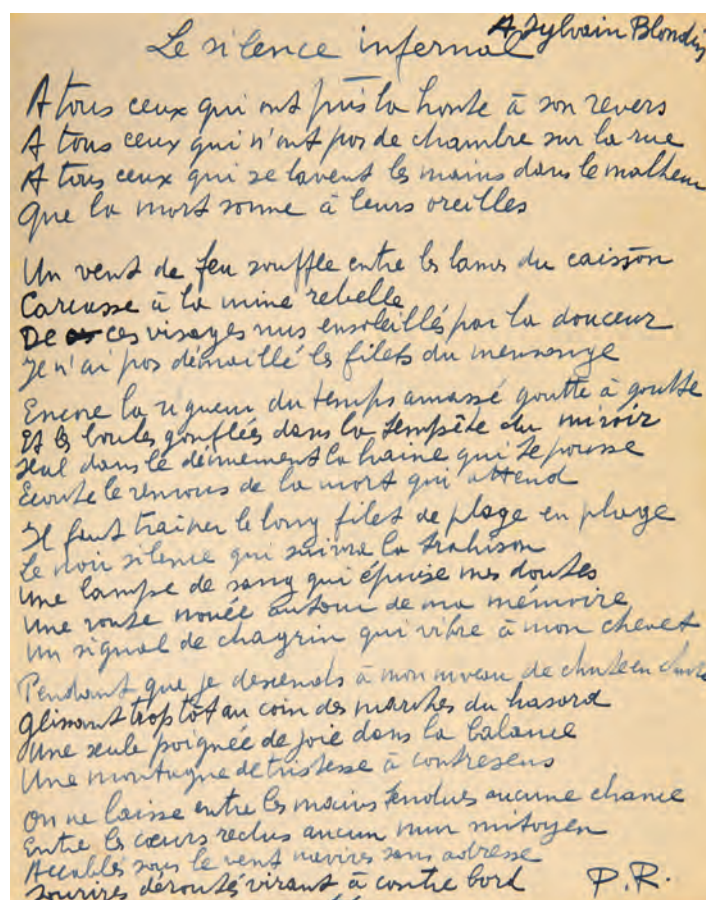 A Sylvain Blondin
Le silence infernal
A tous ceux qui ont pris la honte à son revers
A tous ceux qui n'ont pas de chambre sur la rue
A tous ceux qui se lavent les mains dans le malheur
Que la mort sonne à leurs oreilles
Un vent de feu souffle entre les lames du caisson
Carcasse à la mine rebelle
De ces visages nus ensoleillés par la douceur
Je n'ai pas démaillé les filets du mensonge
Encore la rigueur du temps amassé goutte à goutte
Et les boules gonflées dans la tempête du miroir
Seul dans le dénuement la haine qui te pousse
Ecoute le remous de la mort qui attend
Il faut trainer le long filet de plage en plage
Le noir silence qui suivra la trahison
Une lampe de sang qui épuise mes doutes
Une route nouée autour de ma mémoire
Un signal de chagrin qui vibre à mon chevet
Pendant que je descends à mon niveau de chute en chute
Glissant trop tôt au coin des marches du hasard
Une seule poignée de joie dans la balance
Une montagne de tristesse à contresens
On ne laisse entre les mains tendues aucune chance
Entre les cœurs reclus aucun mur mitoyen
Accablés sous le vent navires sans adresse
Sourires déroutés virant à contre bord
P.R.